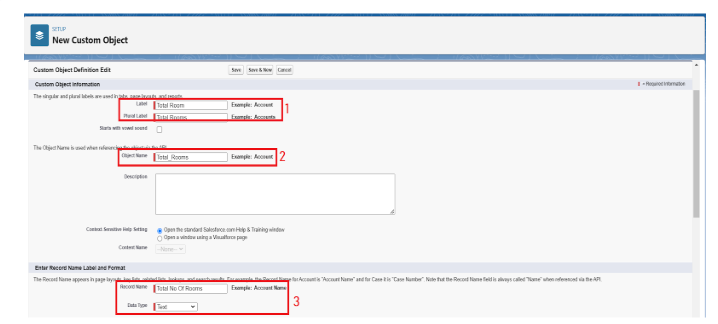 SETUP
New Custom Object
Custom Object Definition Edit Save Save & New Cancel
Custom Object Information = Required Information
The singular and plural labels are used in tabs, page layouts, and reports.
Label Total Room Example: Account 1
Plural Label Total Rooms Example: Accounts
Starts with vowel sound
The Object Name is used when referencing the object via the API.
Object Name Total_Rooms Example: Account 2
Description
Context-Sensitive Help Setting Open the standard Salesforce.com Help & Training window
Open a window using a Visualforce page
Content Name --None--
Enter Record Name Label and Format
The Record Name appears in page layouts, key lists, related lists, lookups, and search results. For example, the Record Name for Account is "Account Name" and for Case it is "Case Number". Note that the Record Name field is always called "Name" when referenced via the API.
Record Name Total No Of Rooms Example: Account Name
Data Type Text 3